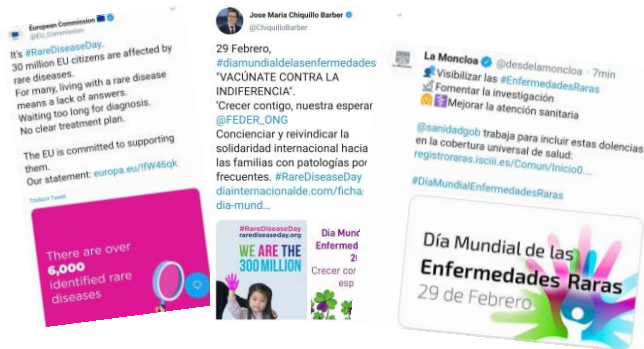 European Commission
@EU_Commission
It's #RareDiseaseDay.
30 million EU citizens are affected by
rare diseases.
For many, living with a rare disease
means a lack of answers.
Waiting too long for diagnosis.
No clear treatment plan.
The EU is committed to supporting
them.
Our statement: europa.eu/!fW46qk
Traducir Tweet
There are over
6,000
identified rare
diseases
Jose Maria Chiquillo Barber
@ChiquilloBarber
29 Febrero,
#diamundialdelasenfermedades
"VACÚNATE CONTRA LA
INDIFERENCIA".
'Crecer contigo, nuestra esperar
@FEDER_ONG
Concienciar y reivindicar la
solidaridad internacional hacia
las familias con patologías poc
frecuentes. #RareDiseaseDay
diainternacionalde.com/ficha
dia-mund...
#RareDiseaseDay
rarediseaseday.org
WE ARE THE
300 MILLION
Día Mund
Enfermed
Crecer con
esp
La Moncloa @desdelamoncloa · 7min
Visibilizar las #EnfermedadesRaras
Fomentar la investigación
Mejorar la atención sanitaria
@sanidadgob trabaja para incluir estas dolencias
en la cobertura universal de salud:
registroraras.isciii.es/Comun/Inicio0....
#DíaMundialEnfermedadesRaras
Día Mundial de las
Enfermedades Raras
29 de Febrero